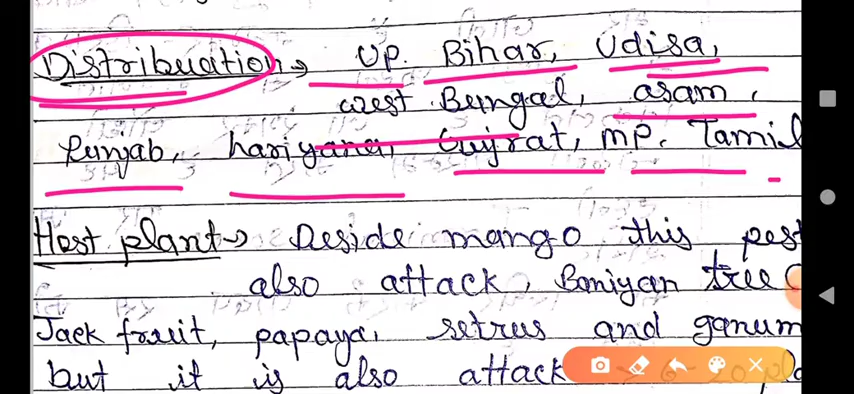 Distribuation→ UP. Bihar, Udisa,
west Bengal, asam,
Punjab, hariyana, Gujrat, MP. Tamil
Host plant→ Beside mango this pest
also attack, Baniyan tree (
Jack fruit, papaya, setrus and ganum
but it is also attack